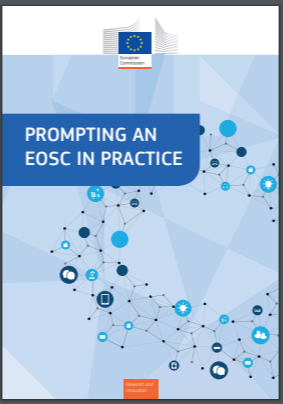 European
Commission
PROMPTING AN
EOSC IN PRACTICE
Research and
Innovation